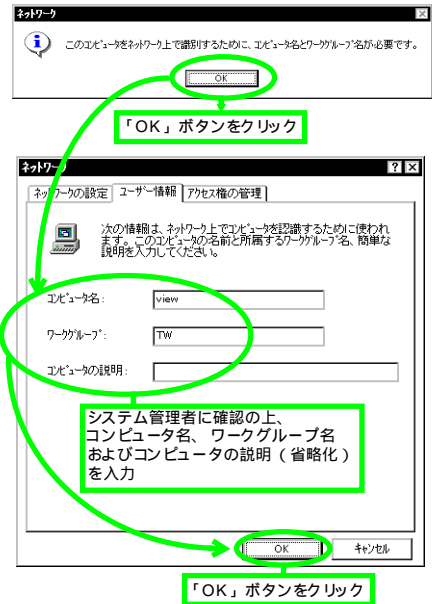 ネットワーク
このコンピュータをネットワーク上で識別するために、コンピュータ名とワークグループ名が必要です。
OK
「OK」ボタンをクリック
ネットワーク
ネットワークの設定 ユーザー情報 アクセス権の管理
次の情報は、ネットワーク上でコンピュータを認識するために使われ
ます。このコンピュータの名前と所属するワークグループ名、簡単な
説明を入力してください。
コンピュータ名:
view
ワークグループ:
TW
コンピュータの説明:
システム管理者に確認の上、
コンピュータ名、ワークグループ名
およびコンピュータの説明(省略化)
を入力
OK キャンセル
「OK」ボタンをクリック